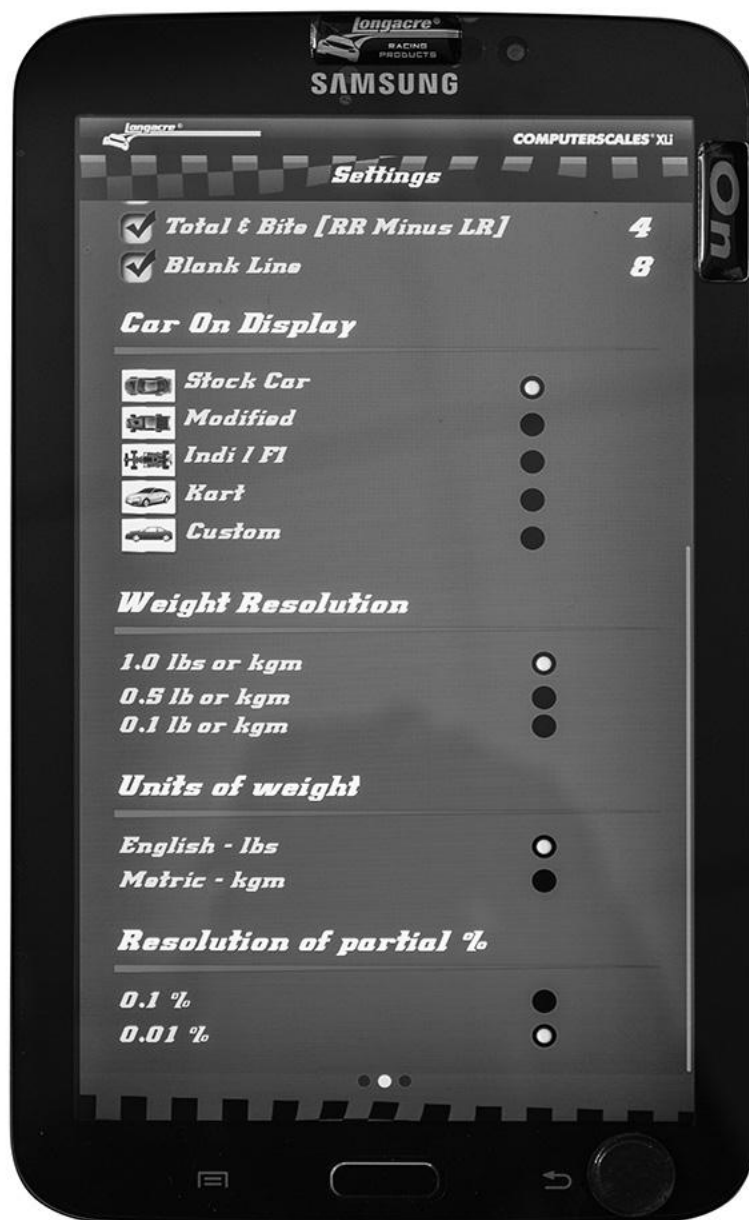 Longacre®
RACING
PRODUCTS
SAMSUNG
Longacre®
COMPUTERSCALES® XLi
Settings
On
Total & Bite [RR Minus LR] 4
Blank Line 8
Car On Display
Stock Car
Modified
Indi / F1
Kart
Custom
Weight Resolution
1.0 lbs or kgm
0.5 lb or kgm
0.1 lb or kgm
Units of weight
English - lbs
Metric - kgm
Resolution of partial %
0.1 %
0.01 %